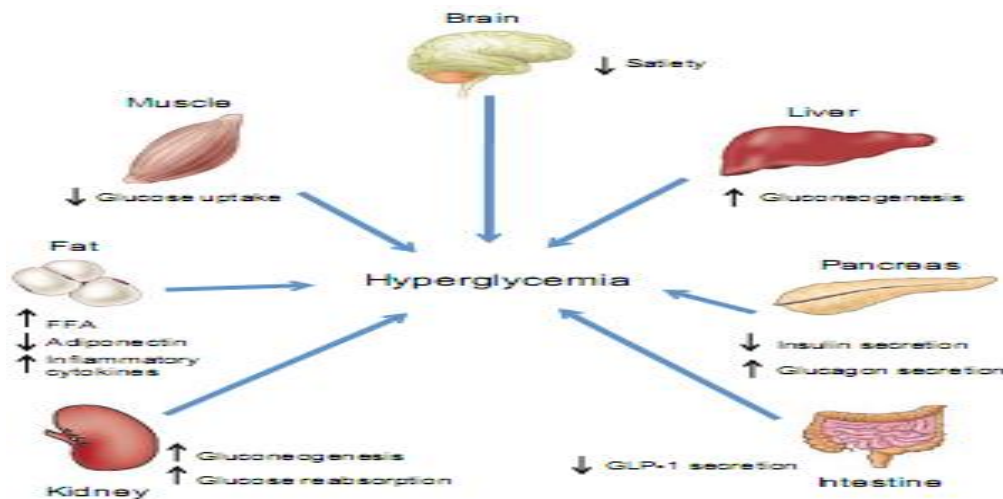 Brain
↓ Satiety
Muscle
↓ Glucose uptake
Liver
↑ Gluconeogenesis
Fat
↑ FFA
↓ Adiponectin
↑ Inflammatory
cytokines
Hyperglycemia
Pancreas
↓ Insulin secretion
↑ Glucagon secretion
Kidney
↑ Gluconeogenesis
↑ Glucose reabsorption
↓ GLP-1 secretion
Intestine